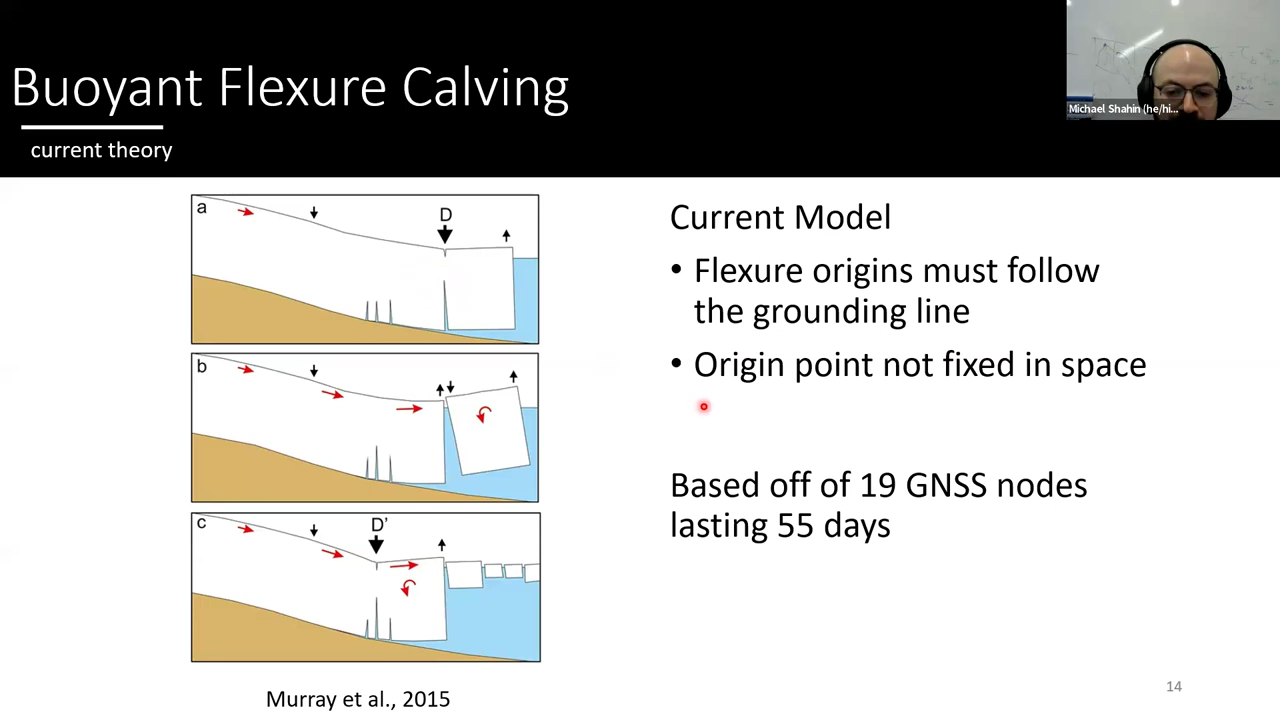 Buoyant Flexure Calving
current theory
Michael Shahin (he/hi...
a
D
b
c
D'
Murray et al., 2015
Current Model
• Flexure origins must follow
the grounding line
• Origin point not fixed in space
Based off of 19 GNSS nodes
lasting 55 days
14